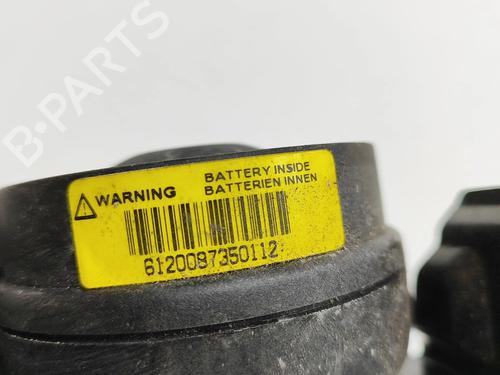 B-PARTS
WARNING
BATTERY INSIDE
BATTERIEN INNEN
6120087350112